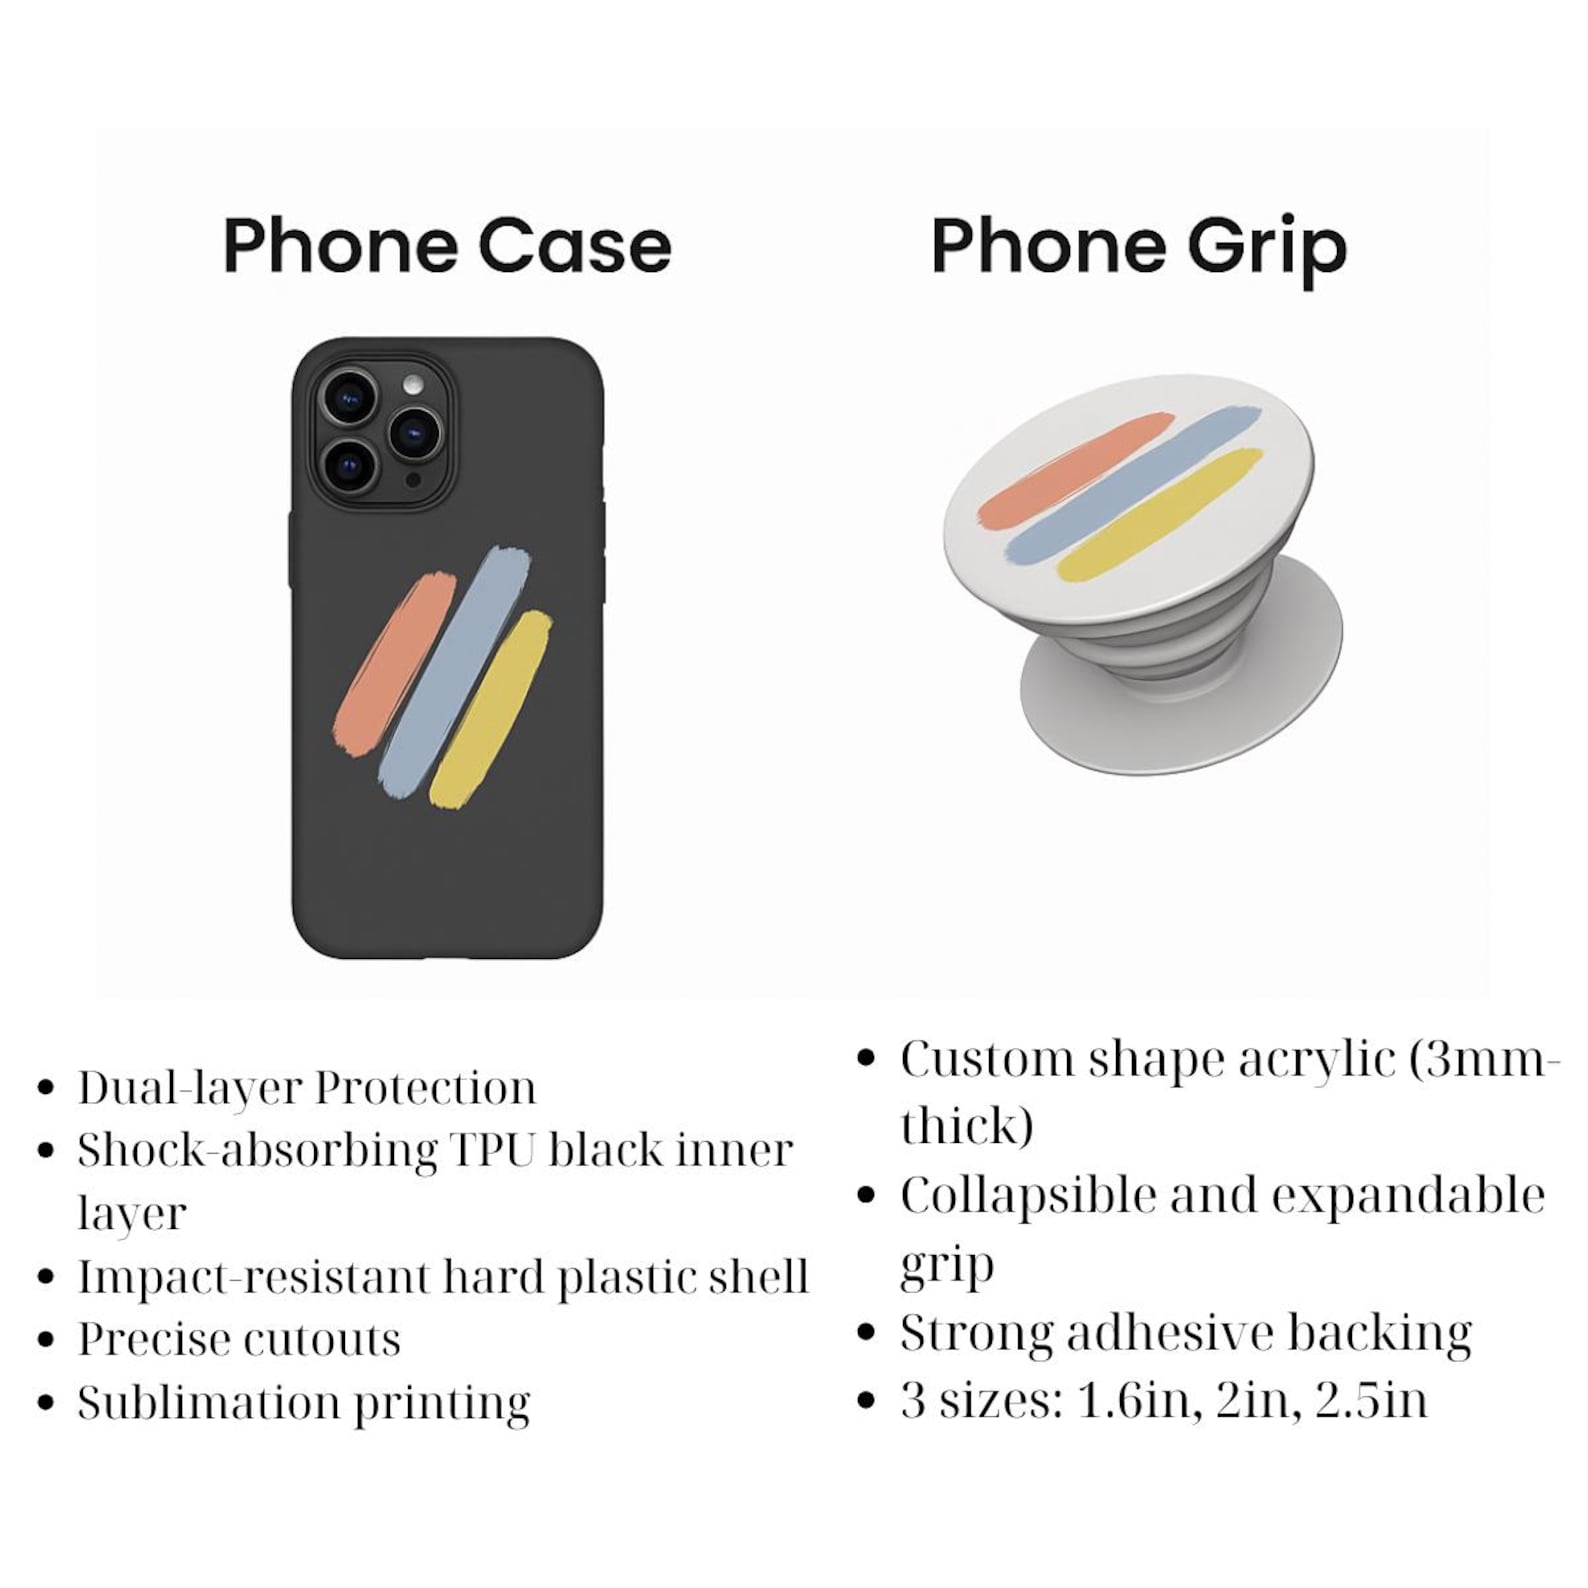 Phone Case
Phone Grip
• Dual-layer Protection
• Shock-absorbing TPU black inner
layer
• Impact-resistant hard plastic shell
• Precise cutouts
• Sublimation printing
• Custom shape acrylic (3mm-
thick)
• Collapsible and expandable
grip
• Strong adhesive backing
• 3 sizes: 1.6in, 2in, 2.5in